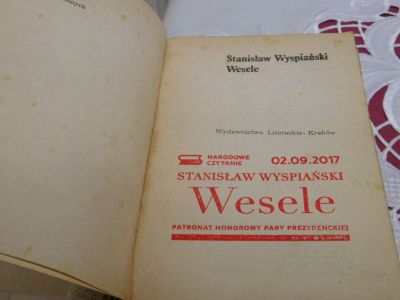 Stanisław Wyspiański
Wesele
Wydawnictwo Literackie · Kraków
NARODOWE
CZYTANIE
02.09.2017
STANISŁAW WYSPIAŃSKI
Wesele
PATRONAT HONOROWY PARY PREZYDENCKIEJ